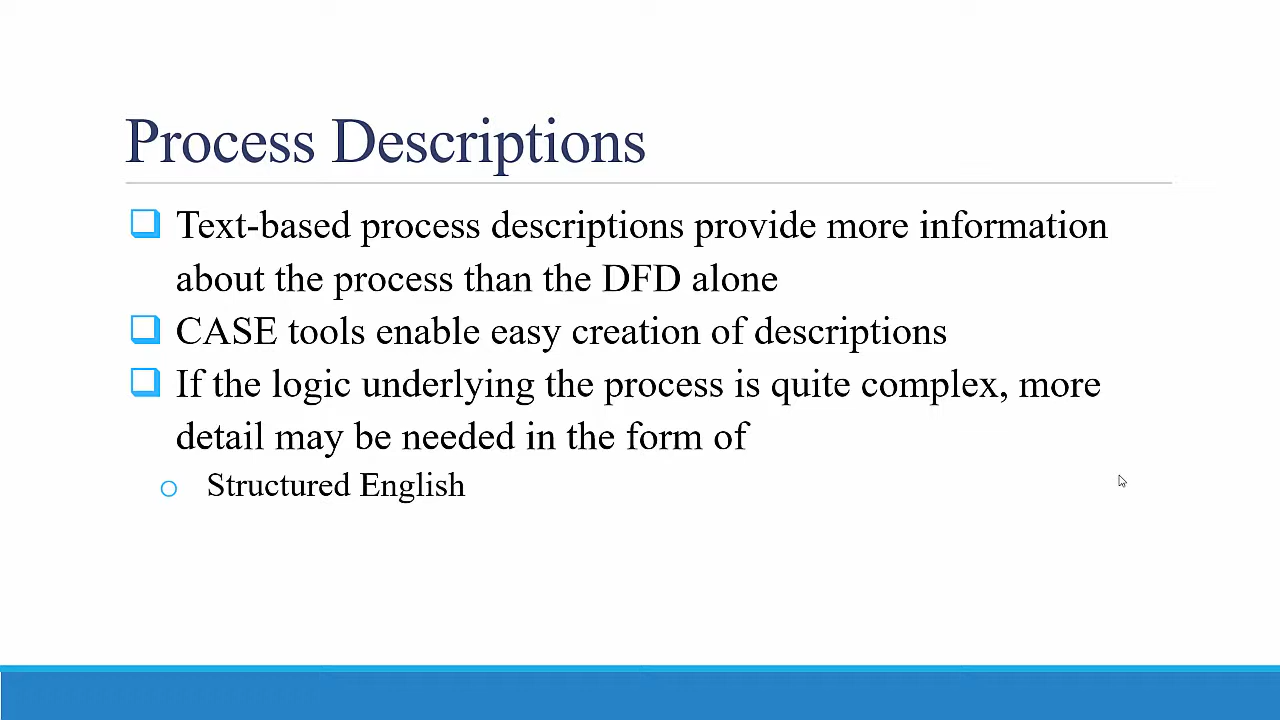 Process Descriptions
Text-based process descriptions provide more information
about the process than the DFD alone
CASE tools enable easy creation of descriptions
If the logic underlying the process is quite complex, more
detail may be needed in the form of
Structured English